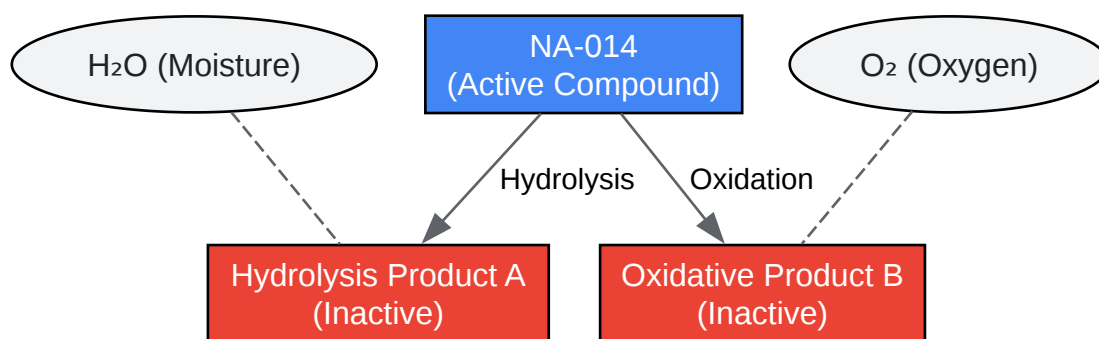 H₂O (Moisture)
NA-014
(Active Compound)
O₂ (Oxygen)
Hydrolysis
Oxidation
Hydrolysis Product A
(Inactive)
Oxidative Product B
(Inactive)